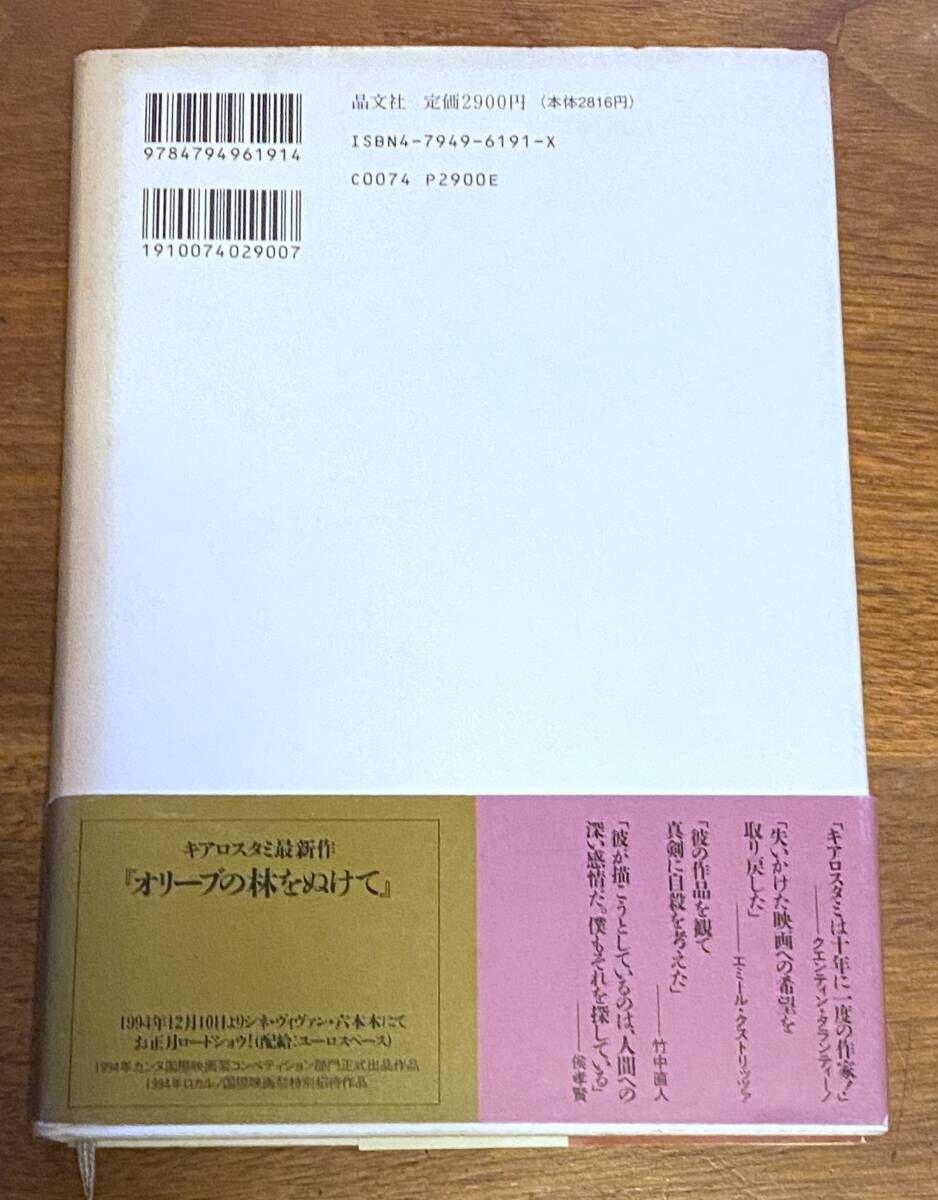 晶文社 定価2900円（本体2816円）
ISBN4-7949-6191-X
C0074 P2900E
9784794961914
1910074029007
「キアロスタミは十年に一度の作家!」
――クエンティン・タランティーノ
「失いかけた映画への希望を
取り戻した」
――エミール・クストリッツァ
「彼の作品を観て
真剣に自殺を考えた」
――竹中直人
「彼が描こうとしているのは、人間への
深い感情だ。僕もそれを探している」
――侯孝賢
キアロスタミ最新作
『オリーブの林をぬけて』
1994年12月10日よりシネ・ヴィヴァン・六本木にて
お正月ロードショウ!(配給:ユーロスペース)
1994年カンヌ国際映画祭コンペティション部門正式出品作品
1994年ロカルノ国際映画祭特別招待作品